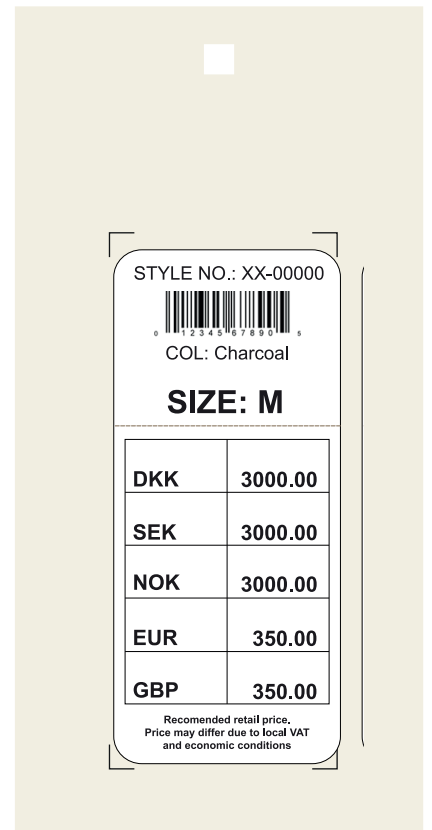 STYLE NO.: XX-00000
0 12345 67890 5
COL: Charcoal
SIZE: M
DKK 3000.00
SEK 3000.00
NOK 3000.00
EUR 350.00
GBP 350.00
Recomended retail price.
Price may differ due to local VAT
and economic conditions